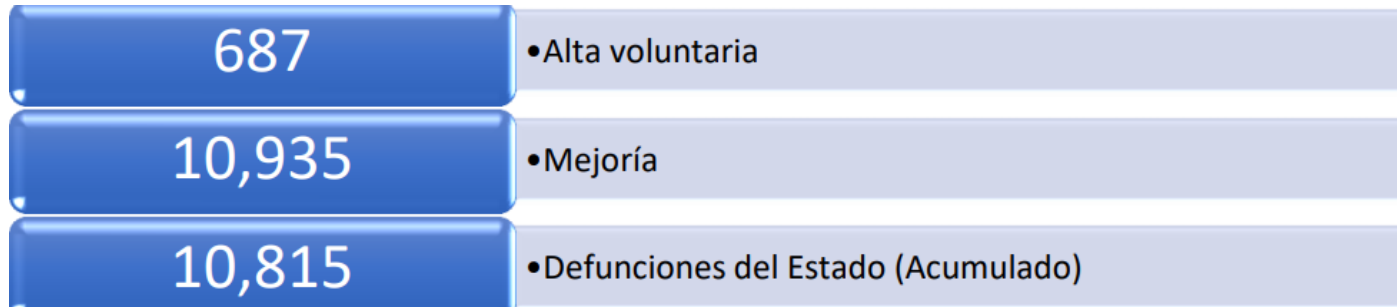 687
•Alta voluntaria
10,935
•Mejoría
10,815
•Defunciones del Estado (Acumulado)